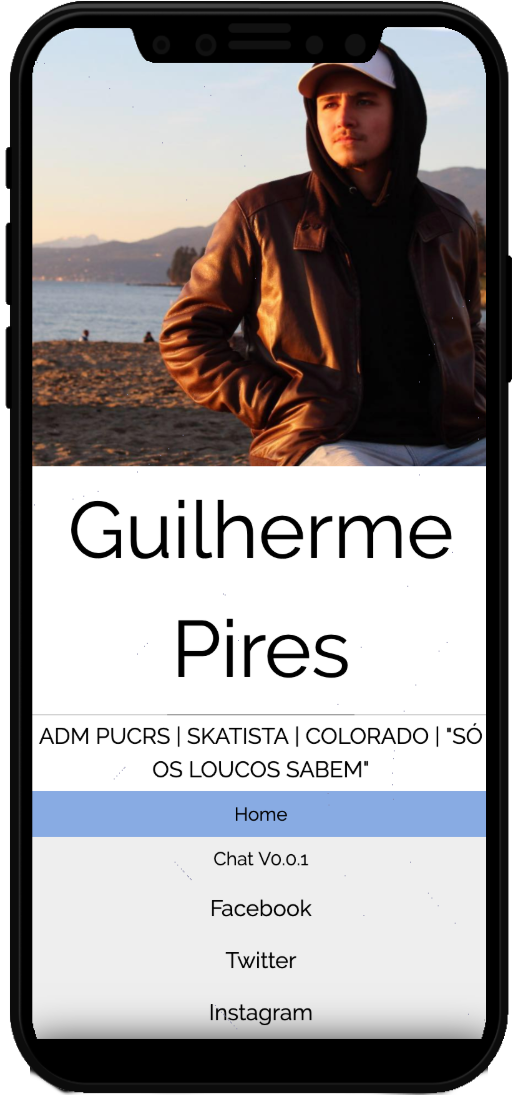 Guilherme
Pires
ADM PUCRS | SKATISTA | COLORADO | "SÓ
OS LOUCOS SABEM"
Home
Chat V0.0.1
Facebook
Twitter
Instagram